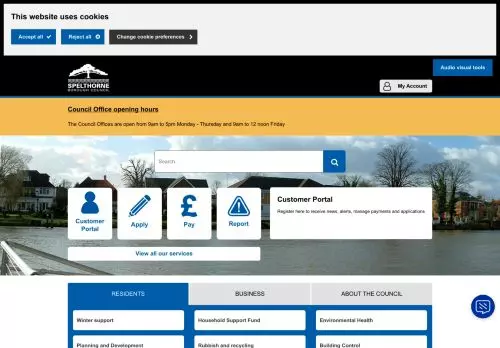 This website uses cookies
Accept all
Reject all
Change cookie preferences
Audio visual tools
SPELTHORNE
BOROUGH COUNCIL
My Account
Council Office opening hours
The Council Offices are open from 9am to 5pm Monday - Thursday and 9am to 12 noon Friday
Search
Customer Portal
Apply
Pay
Report
Customer Portal
Register here to receive news, alerts, manage payments and applications
View all our services
RESIDENTS
BUSINESS
ABOUT THE COUNCIL
Winter support
Household Support Fund
Environmental Health
Planning and Development
Rubbish and recycling
Building Control